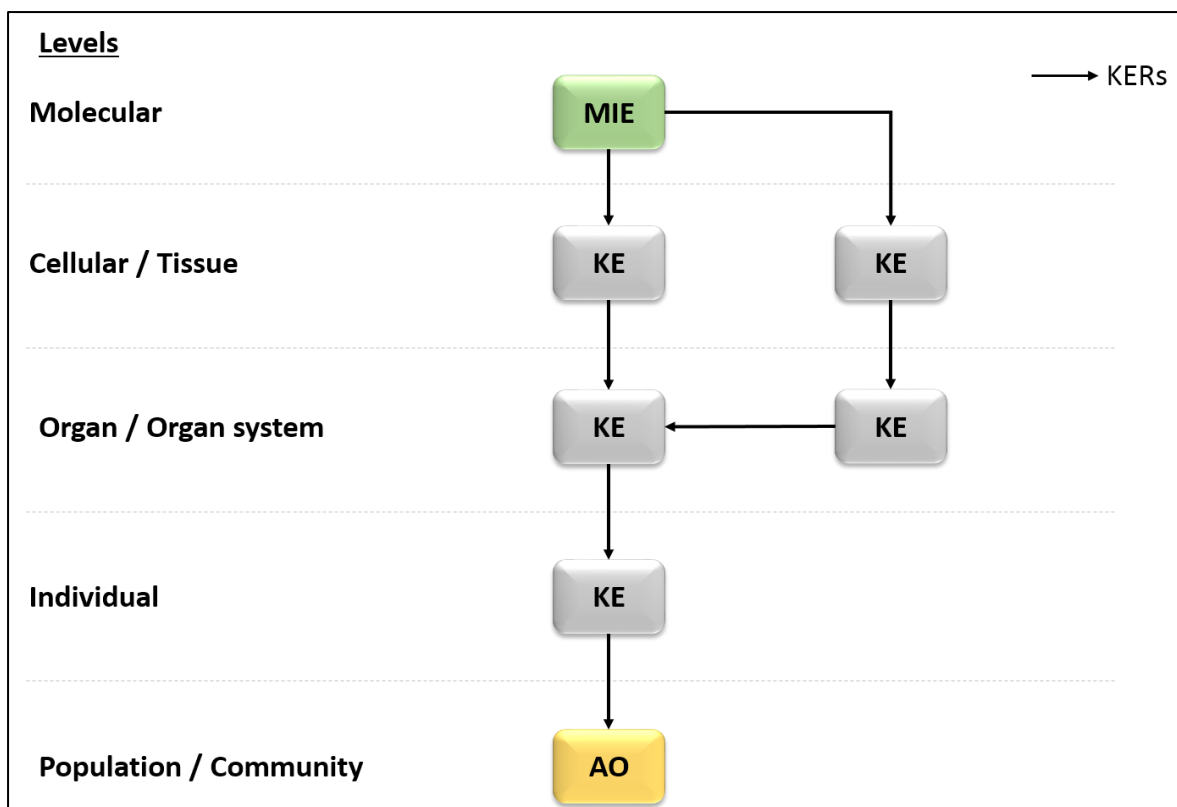 Levels
KERs
Molecular
MIE
Cellular / Tissue
KE
KE
Organ / Organ system
KE
KE
Individual
KE
Population / Community
AO